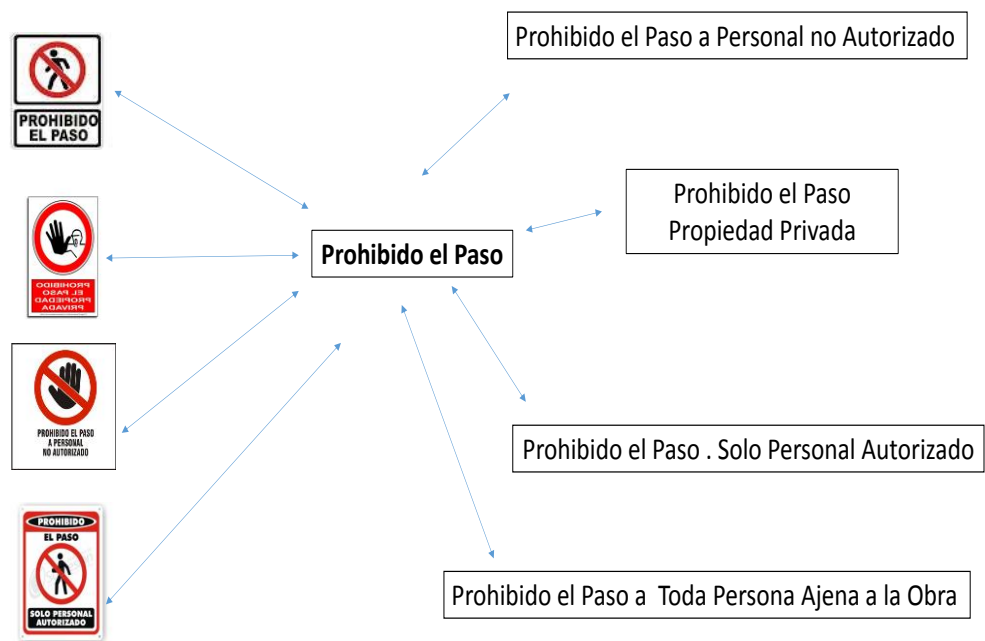 Prohibido el Paso a Personal no Autorizado
PROHIBIDO
EL PASO
Prohibido el Paso
Propiedad Privada
Prohibido el Paso
PROHIBIDO
EL PASO
PROPIEDAD
PRIVADA
PROHIBIDO EL PASO
A PERSONAL
NO AUTORIZADO
Prohibido el Paso . Solo Personal Autorizado
PROHIBIDO
EL PASO
SOLO PERSONAL
AUTORIZADO
Prohibido el Paso a Toda Persona Ajena a la Obra